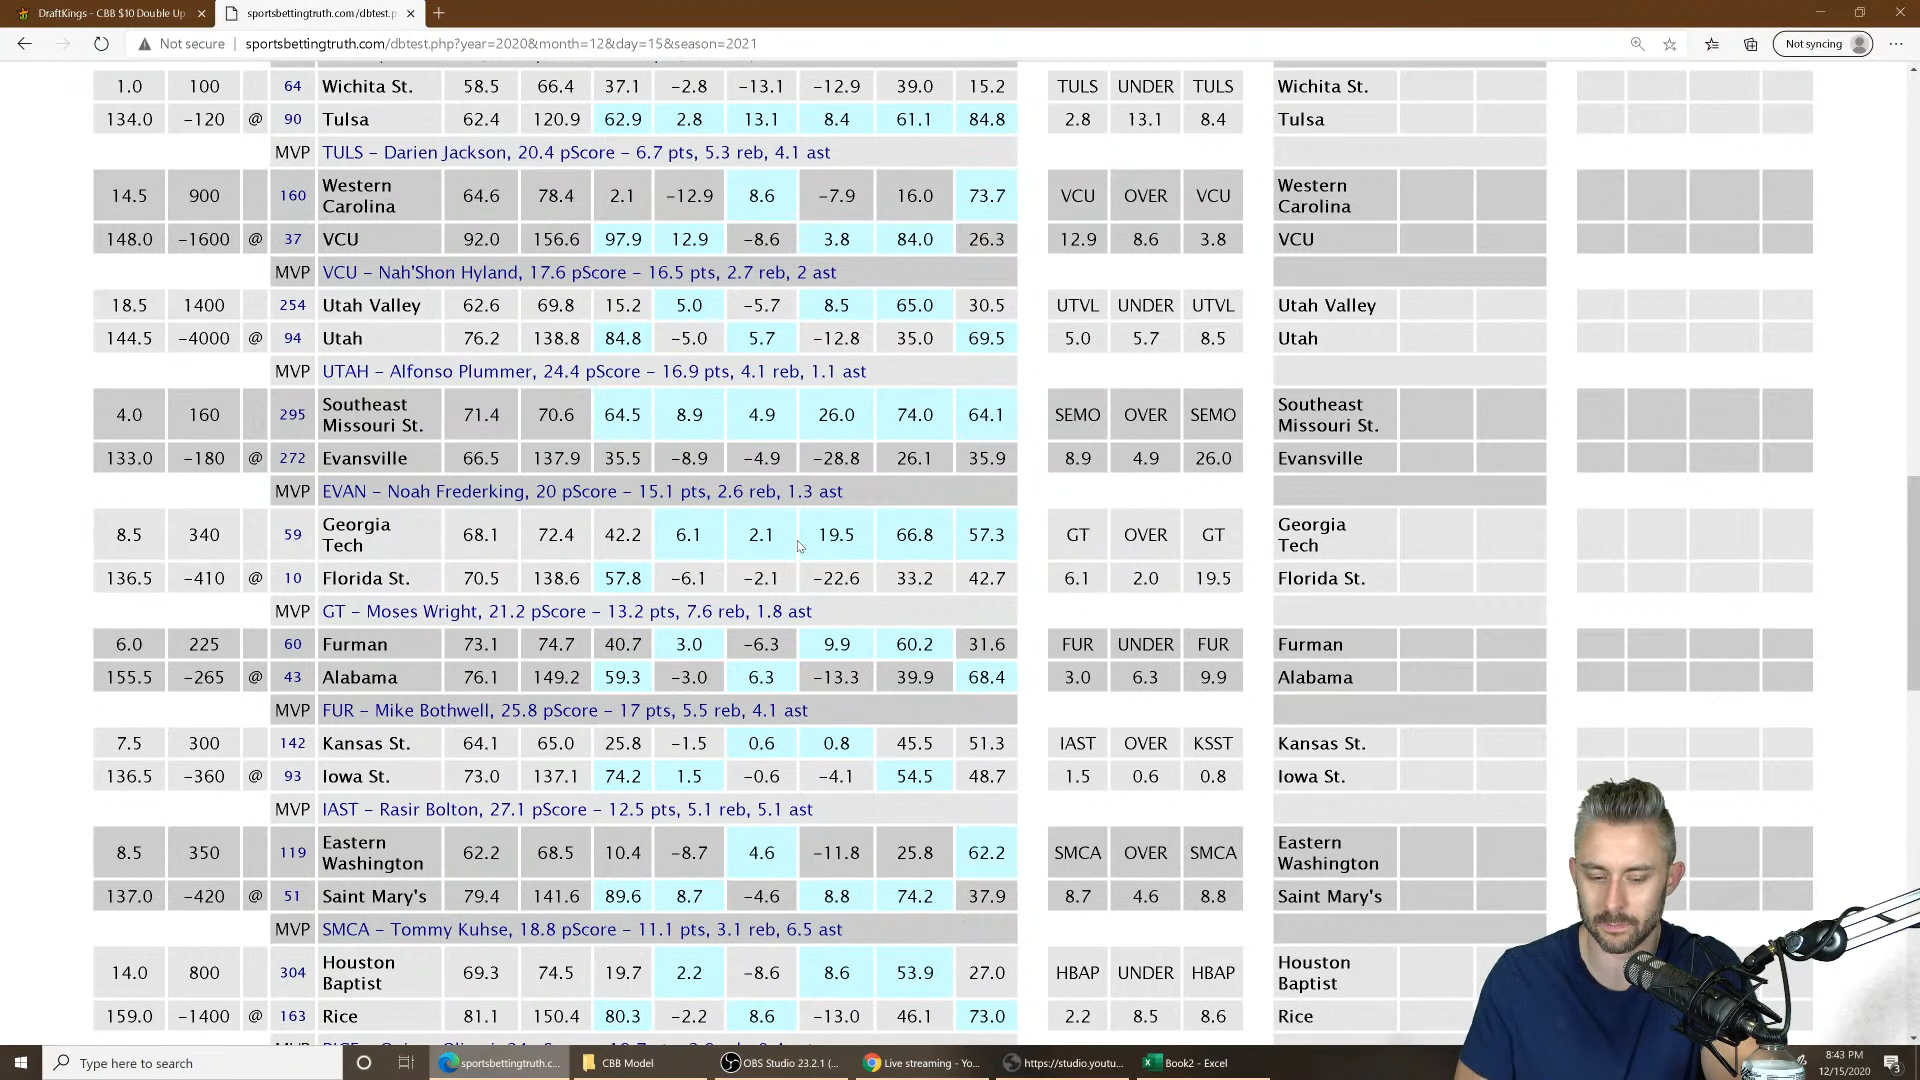 DraftKings - CBB $10 Double Up
sportsbettingtruth.com/dbtest.p
Not secure | sportsbettingtruth.com/dbtest.php?year=2020&month=12&day=15&season=2021
Not syncing
1.0 100 64 Wichita St. 58.5 66.4 37.1 -2.8 -13.1 -12.9 39.0 15.2 TULS UNDER TULS Wichita St.
134.0 -120 @ 90 Tulsa 62.4 120.9 62.9 2.8 13.1 8.4 61.1 84.8 2.8 13.1 8.4 Tulsa
MVP TULS - Darien Jackson, 20.4 pScore - 6.7 pts, 5.3 reb, 4.1 ast
14.5 900 160 Western Carolina 64.6 78.4 2.1 -12.9 8.6 -7.9 16.0 73.7 VCU OVER VCU Western Carolina
148.0 -1600 @ 37 VCU 92.0 156.6 97.9 12.9 -8.6 3.8 84.0 26.3 12.9 8.6 3.8 VCU
MVP VCU - Nah'Shon Hyland, 17.6 pScore - 16.5 pts, 2.7 reb, 2 ast
18.5 1400 254 Utah Valley 62.6 69.8 15.2 5.0 -5.7 8.5 65.0 30.5 UTVL UNDER UTVL Utah Valley
144.5 -4000 @ 94 Utah 76.2 138.8 84.8 -5.0 5.7 -12.8 35.0 69.5 5.0 5.7 8.5 Utah
MVP UTAH - Alfonso Plummer, 24.4 pScore - 16.9 pts, 4.1 reb, 1.1 ast
4.0 160 295 Southeast Missouri St. 71.4 70.6 64.5 8.9 4.9 26.0 74.0 64.1 SEMO OVER SEMO Southeast Missouri St.
133.0 -180 @ 272 Evansville 66.5 137.9 35.5 -8.9 -4.9 -28.8 26.1 35.9 8.9 4.9 26.0 Evansville
MVP EVAN - Noah Frederking, 20 pScore - 15.1 pts, 2.6 reb, 1.3 ast
8.5 340 59 Georgia Tech 68.1 72.4 42.2 6.1 2.1 19.5 66.8 57.3 GT OVER GT Georgia Tech
136.5 -410 @ 10 Florida St. 70.5 138.6 57.8 -6.1 -2.1 -22.6 33.2 42.7 6.1 2.0 19.5 Florida St.
MVP GT - Moses Wright, 21.2 pScore - 13.2 pts, 7.6 reb, 1.8 ast
6.0 225 60 Furman 73.1 74.7 40.7 3.0 -6.3 9.9 60.2 31.6 FUR UNDER FUR Furman
155.5 -265 @ 43 Alabama 76.1 149.2 59.3 -3.0 6.3 -13.3 39.9 68.4 3.0 6.3 9.9 Alabama
MVP FUR - Mike Bothwell, 25.8 pScore - 17 pts, 5.5 reb, 4.1 ast
7.5 300 142 Kansas St. 64.1 65.0 25.8 -1.5 0.6 0.8 45.5 51.3 IAST OVER KSST Kansas St.
136.5 -360 @ 93 Iowa St. 73.0 137.1 74.2 1.5 -0.6 -4.1 54.5 48.7 1.5 0.6 0.8 Iowa St.
MVP IAST - Rasir Bolton, 27.1 pScore - 12.5 pts, 5.1 reb, 5.1 ast
8.5 350 119 Eastern Washington 62.2 68.5 10.4 -8.7 4.6 -11.8 25.8 62.2 SMCA OVER SMCA Eastern Washington
137.0 -420 @ 51 Saint Mary's 79.4 141.6 89.6 8.7 -4.6 8.8 74.2 37.9 8.7 4.6 8.8 Saint Mary's
MVP SMCA - Tommy Kuhse, 18.8 pScore - 11.1 pts, 3.1 reb, 6.5 ast
14.0 800 304 Houston Baptist 69.3 74.5 19.7 2.2 -8.6 8.6 53.9 27.0 HBAP UNDER HBAP Houston Baptist
159.0 -1400 @ 163 Rice 81.1 150.4 80.3 -2.2 8.6 -13.0 46.1 73.0 2.2 8.5 8.6 Rice
Type here to search
sportsbettingtruth.c...
CBB Model
OBS Studio 23.2.1 (...
Live streaming - Yo...
https://studio.youtu...
Book2 - Excel
8:43 PM
12/15/2020
3